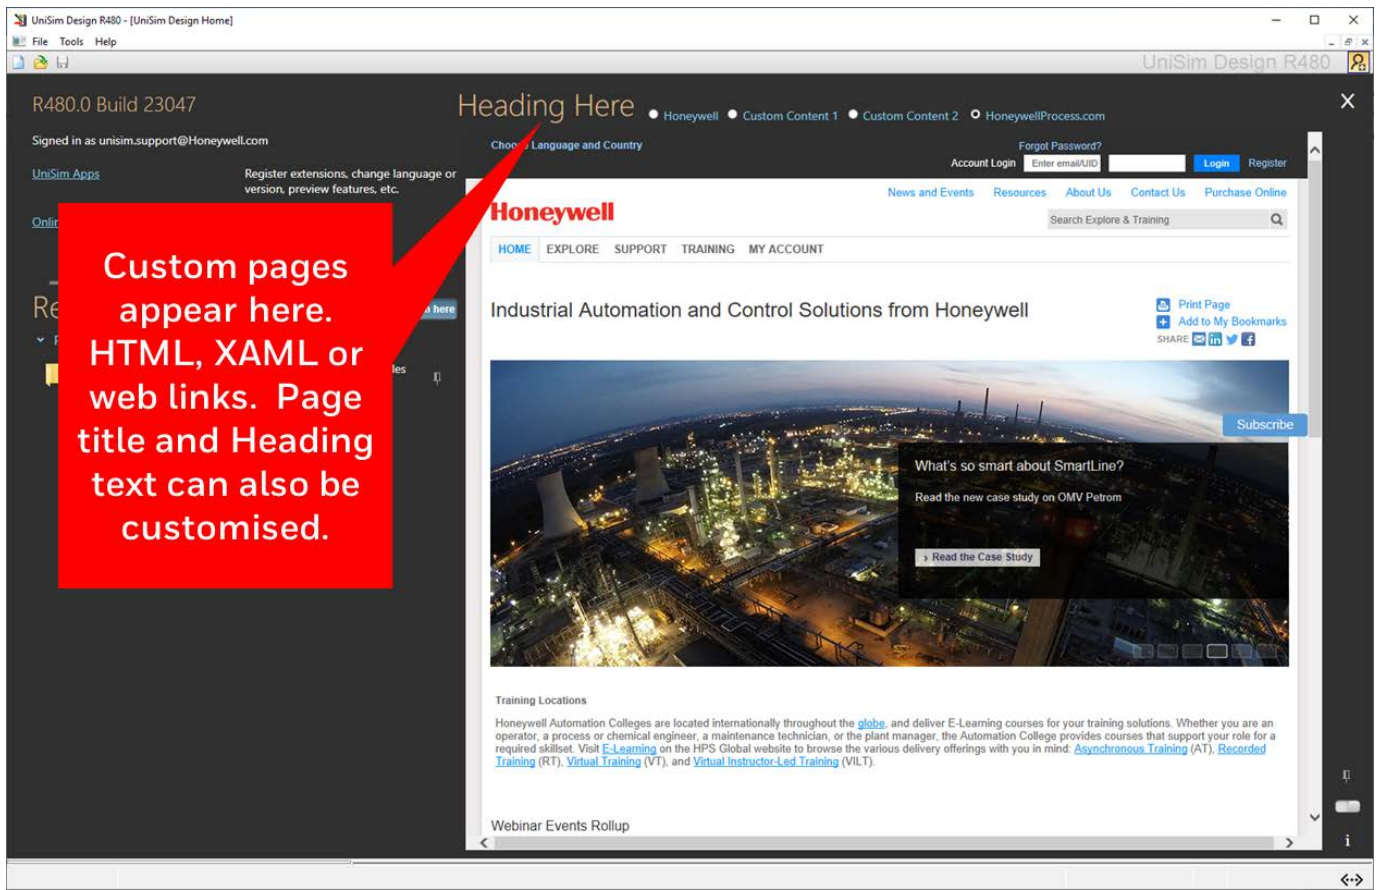 UniSim Design R480 - [UniSim Design Home]
File Tools Help
UniSim Design R480
R480.0 Build 23047
Heading Here Honeywell Custom Content 1 Custom Content 2 HoneywellProcess.com
Signed in as unisim.support@Honeywell.com
UniSim Apps
Register extensions, change language or
version, preview features, etc.
Custom pages
appear here.
HTML, XAML or
web links. Page
title and Heading
text can also be
customised.
here
Language and Country
Forgot Password?
Account Login Enter email/UID Login Register
News and Events Resources About Us Contact Us Purchase Online
Honeywell
Search Explore & Training
HOME EXPLORE SUPPORT TRAINING MY ACCOUNT
Industrial Automation and Control Solutions from Honeywell
Print Page
Add to My Bookmarks
SHARE
Subscribe
What's so smart about SmartLine?
Read the new case study on OMV Petrom
› Read the Case Study
Training Locations
Honeywell Automation Colleges are located internationally throughout the globe, and deliver E-Learning courses for your training solutions. Whether you are an
operator, a process or chemical engineer, a maintenance technician, or the plant manager, the Automation College provides courses that support your role for a
required skillset. Visit E-Learning on the HPS Global website to browse the various delivery offerings with you in mind: Asynchronous Training (AT), Recorded
Training (RT), Virtual Training (VT), and Virtual Instructor-Led Training (VILT).
Webinar Events Rollup